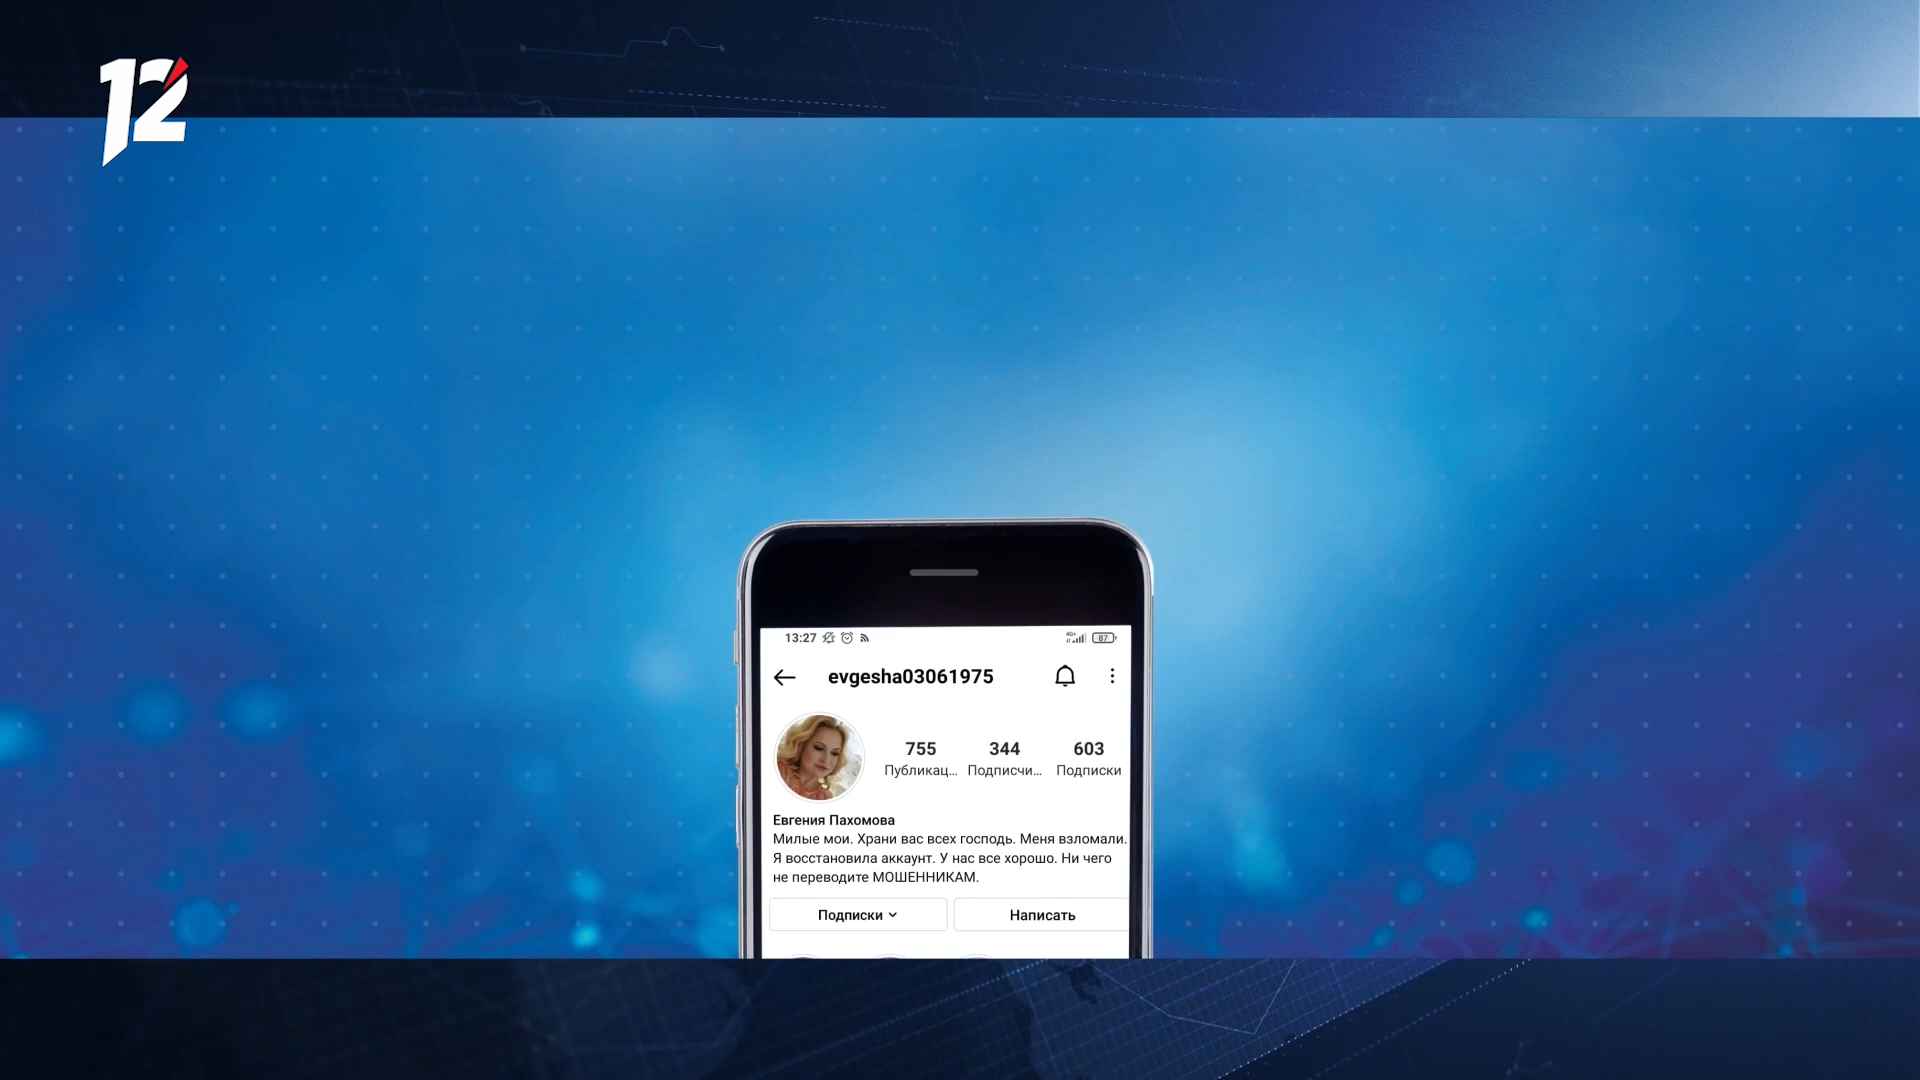 12
13:27 4G+ 87
evgesha03061975
755 344 603
Публикац... Подписчи... Подписки
Евгения Пахомова
Милые мои. Храни вас всех господь. Меня взломали.
Я восстановила аккаунт. У нас все хорошо. Ни чего
не переводите МОШЕННИКАМ.
Подписки Написать